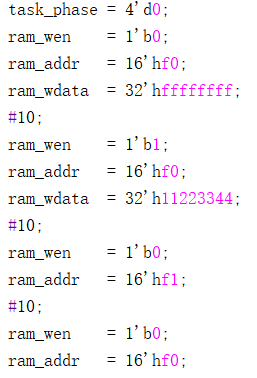 task_phase = 4'd0;
ram_wen = 1'b0;
ram_addr = 16'hf0;
ram_wdata = 32'hffffffff;
#10;
ram_wen = 1'b1;
ram_addr = 16'hf0;
ram_wdata = 32'h11223344;
#10;
ram_wen = 1'b0;
ram_addr = 16'hf1;
#10;
ram_wen = 1'b0;
ram_addr = 16'hf0;